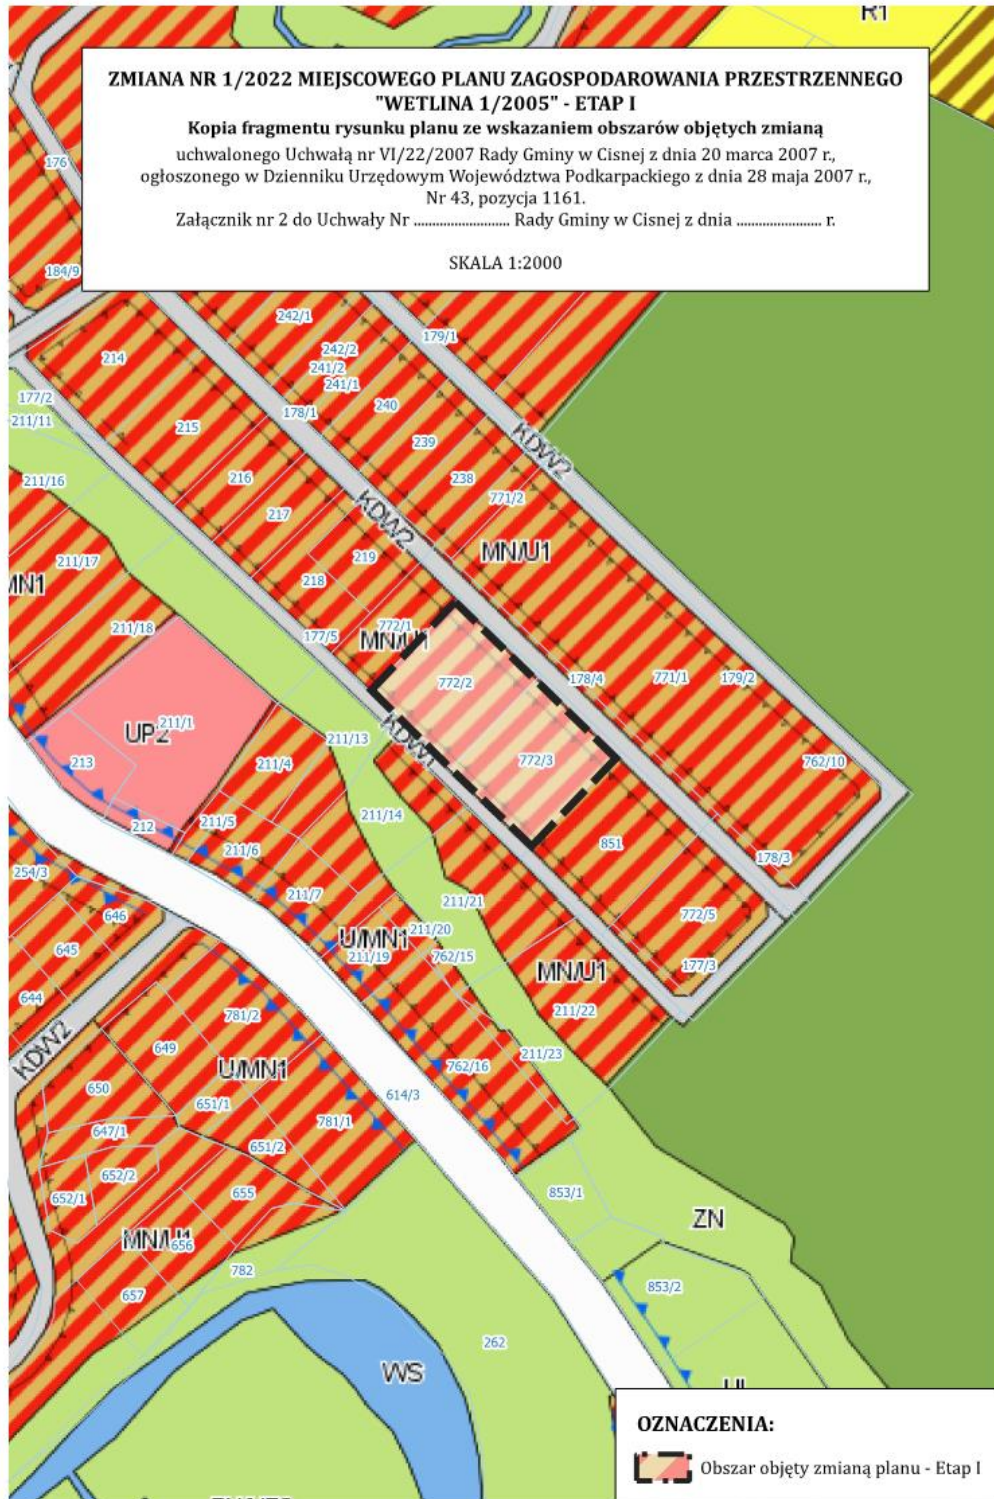 R1
ZMIANA NR 1/2022 MIEJSCOWEGO PLANU ZAGOSPODAROWANIA PRZESTRZENNEGO
"WETLINA 1/2005" - ETAP I
Kopia fragmentu rysunku planu ze wskazaniem obszarów objętych zmianą
uchwalonego Uchwałą nr VI/22/2007 Rady Gminy w Cisnej z dnia 20 marca 2007 r.,
ogłoszonego w Dzienniku Urzędowym Województwa Podkarpackiego z dnia 28 maja 2007 r.,
Nr 43, pozycja 1161.
Załącznik nr 2 do Uchwały Nr .......................... Rady Gminy w Cisnej z dnia ....................... r.
SKALA 1:2000
176
184/9
242/1
179/1
214
242/2
241/2
241/1
177/2
240
211/11
215
178/1
239
KDW2
216
238
211/16
771/2
217
KDW2
MN/U1
219
211/17
218
MN1
772/1
211/18
177/5
MN/U1
772/2
178/4
771/1
179/2
211/1
UP2
KDW1
211/13
213
211/4
772/3
762/10
211/14
212
211/5
211/6
851
178/3
254/3
211/7
211/21
646
772/5
211/20
U/MN1
645
211/19
762/15
177/3
MN/U1
644
211/22
781/2
KDW2
649
211/23
U/MN1
762/16
650
614/3
651/1
781/1
647/1
651/2
652/2
655
652/1
853/1
ZN
MN/U1
656
782
853/2
657
262
WS
OZNACZENIA:
Obszar objęty zmianą planu - Etap I